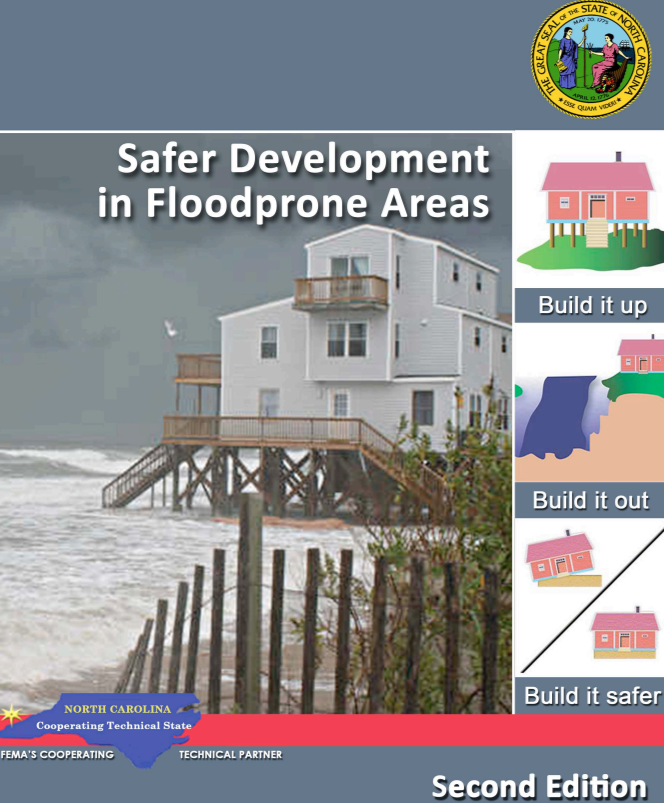 THE GREAT SEAL OF THE STATE OF NORTH CAROLINA
MAY 20, 1775
APRIL 12, 1776
★ ESSE QUAM VIDERI ★
Safer Development
in Floodprone Areas
Build it up
Build it out
Build it safer
NORTH CAROLINA
Cooperating Technical State
FEMA'S COOPERATING TECHNICAL PARTNER
Second Edition